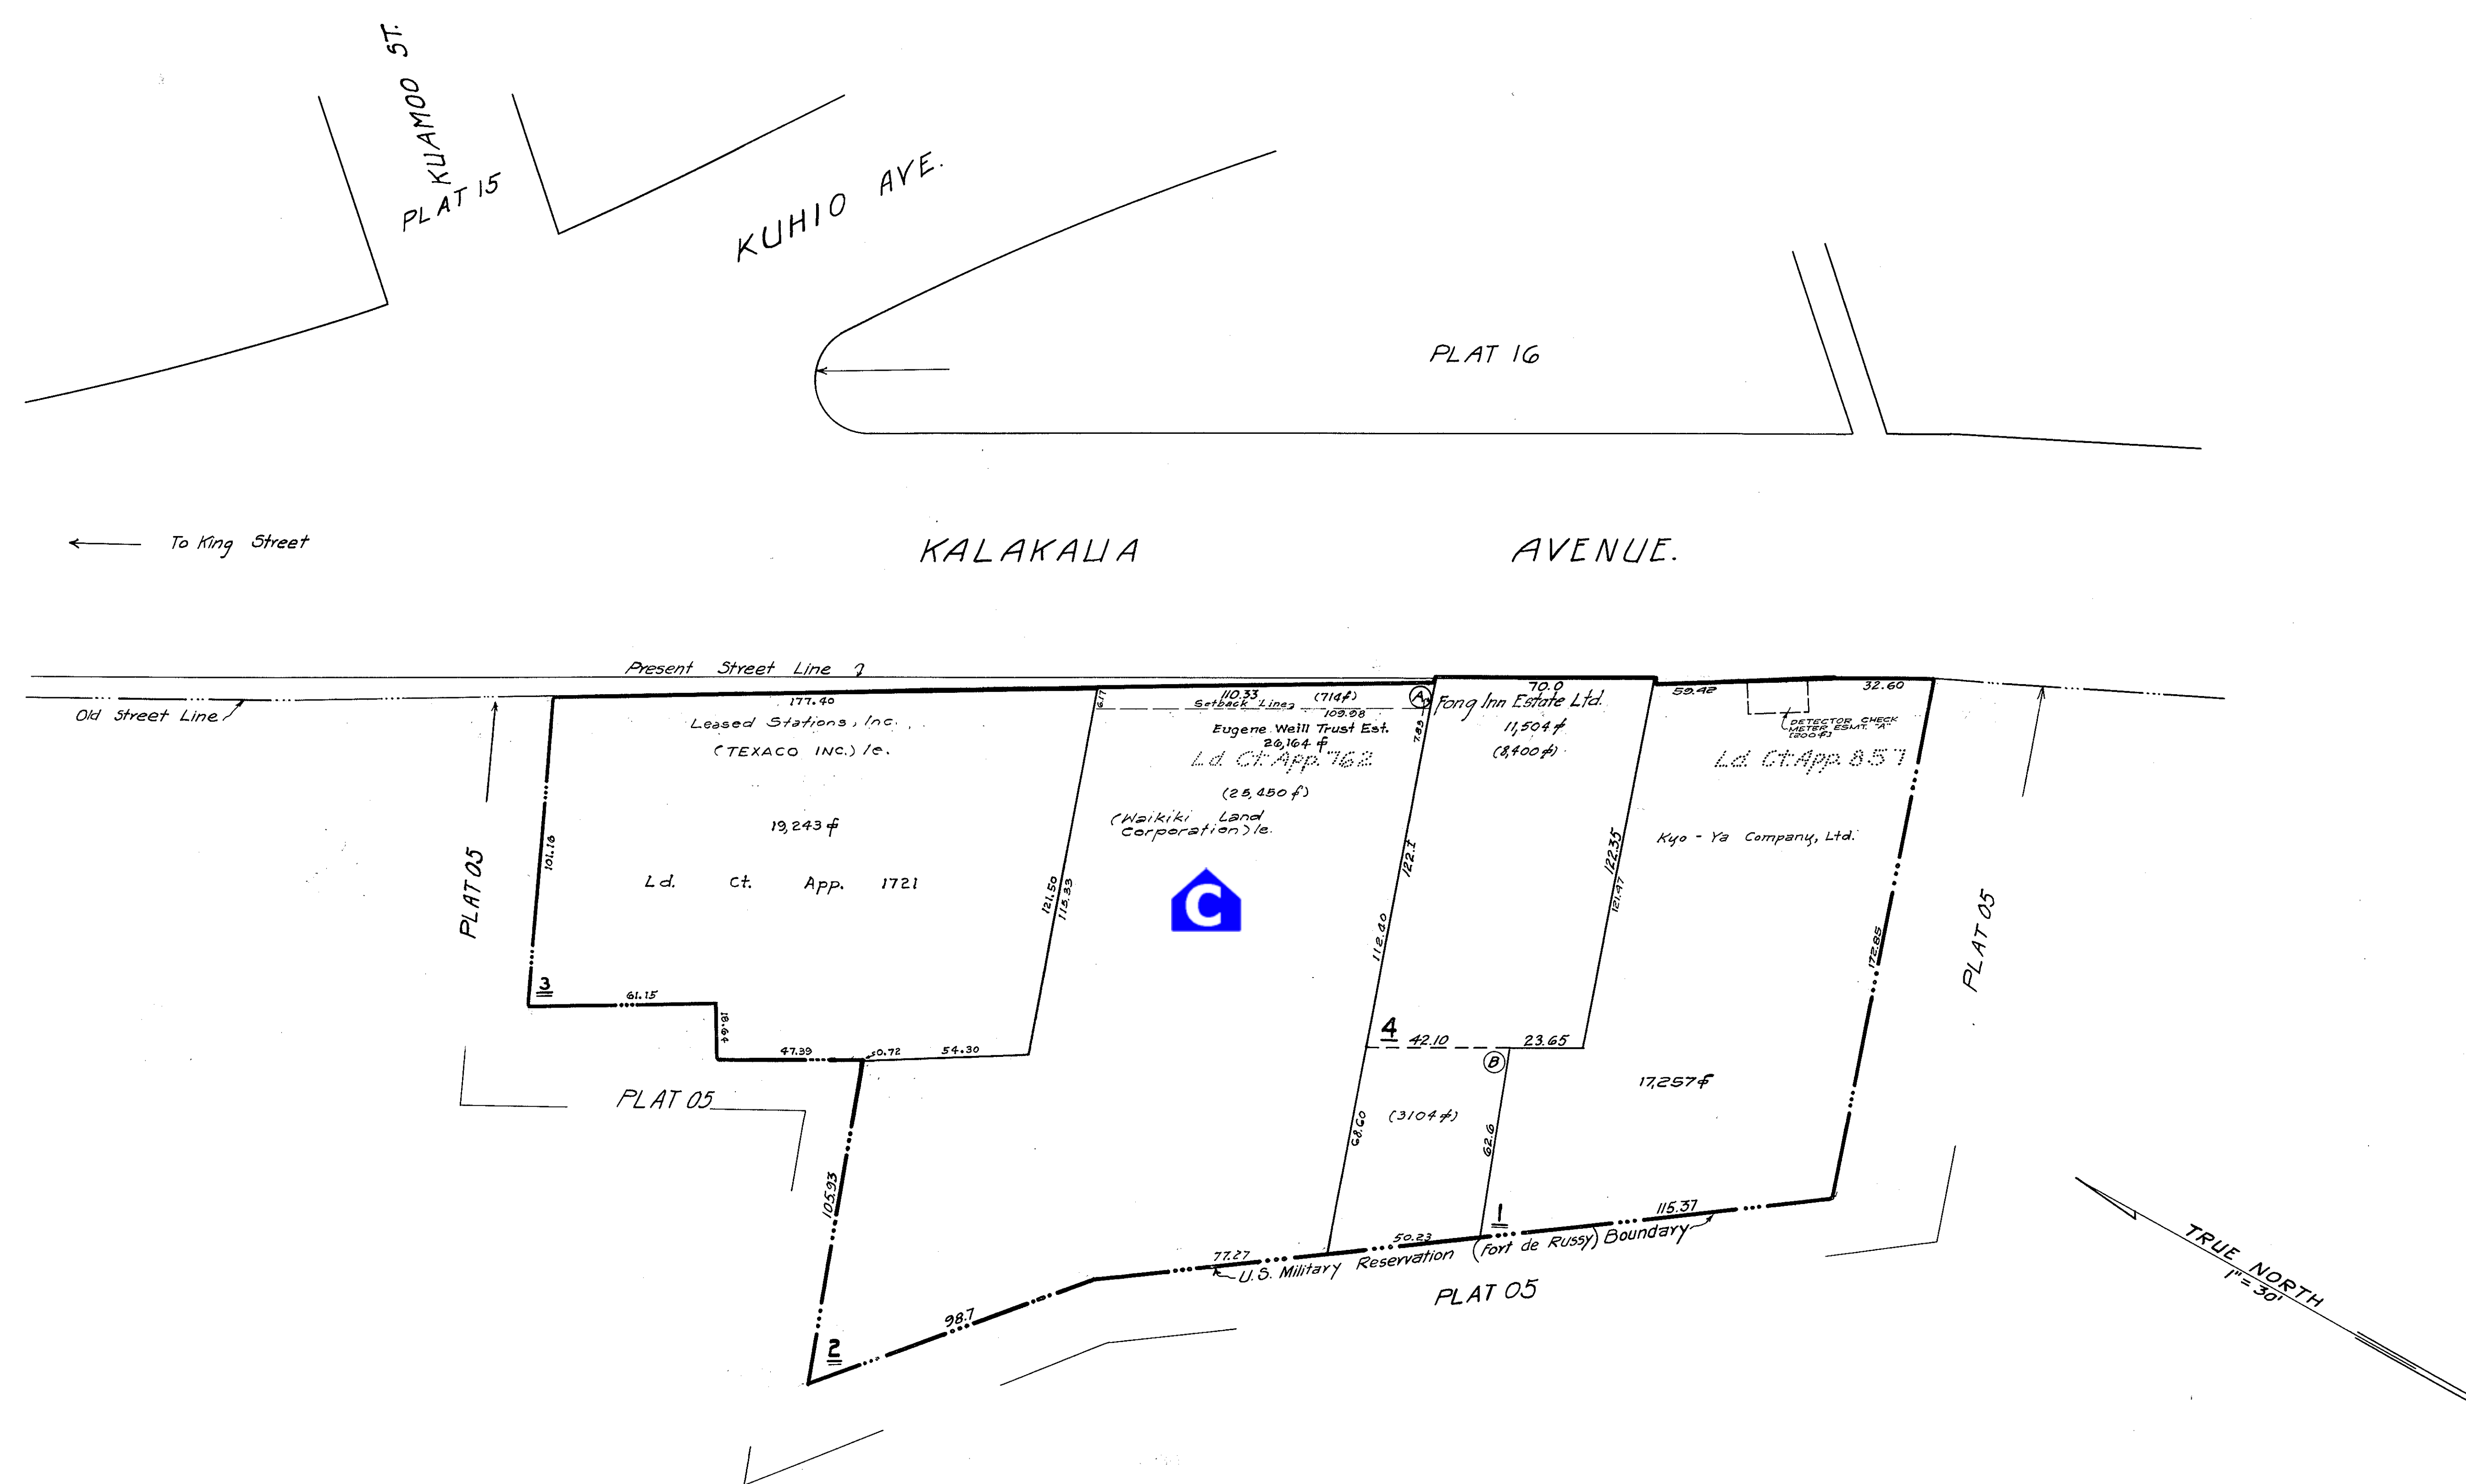 KUAMOO ST.
PLAT 15
KUHIO AVE.
PLAT 16
To King Street
KALAKAUA AVENUE.
Present Street Line
Old Street Line
177.40
Leased Stations, Inc.
(TEXACO INC.) le.
19,243
Ld. Ct. App. 1721
101.18
PLAT 05
3
61.15
18.64
47.39
0.72
54.30
121.50
115.33
PLAT 05
6.17
110.33
(714)
Setback Line
109.98
A
7.89
Eugene Weill Trust Est.
26,164
Ld. Ct. App. 762
(25,450)
(Waikiki Land
Corporation) le.
C
122.1
112.40
70.0
Fong Inn Estate Ltd.
11,504
(8,400)
122.35
121.47
4
42.10
23.65
B
(3104)
68.60
62.6
59.42
32.60
DETECTOR CHECK
METER ESMT. "A"
(200)
Ld. Ct. App. 857
Kyo - Ya Company, Ltd.
17,257
172.85
PLAT 05
105.93
2
98.7
77.27
50.23
1
115.37
U.S. Military Reservation (Fort de Russy) Boundary
PLAT 05
TRUE NORTH
1" = 30'